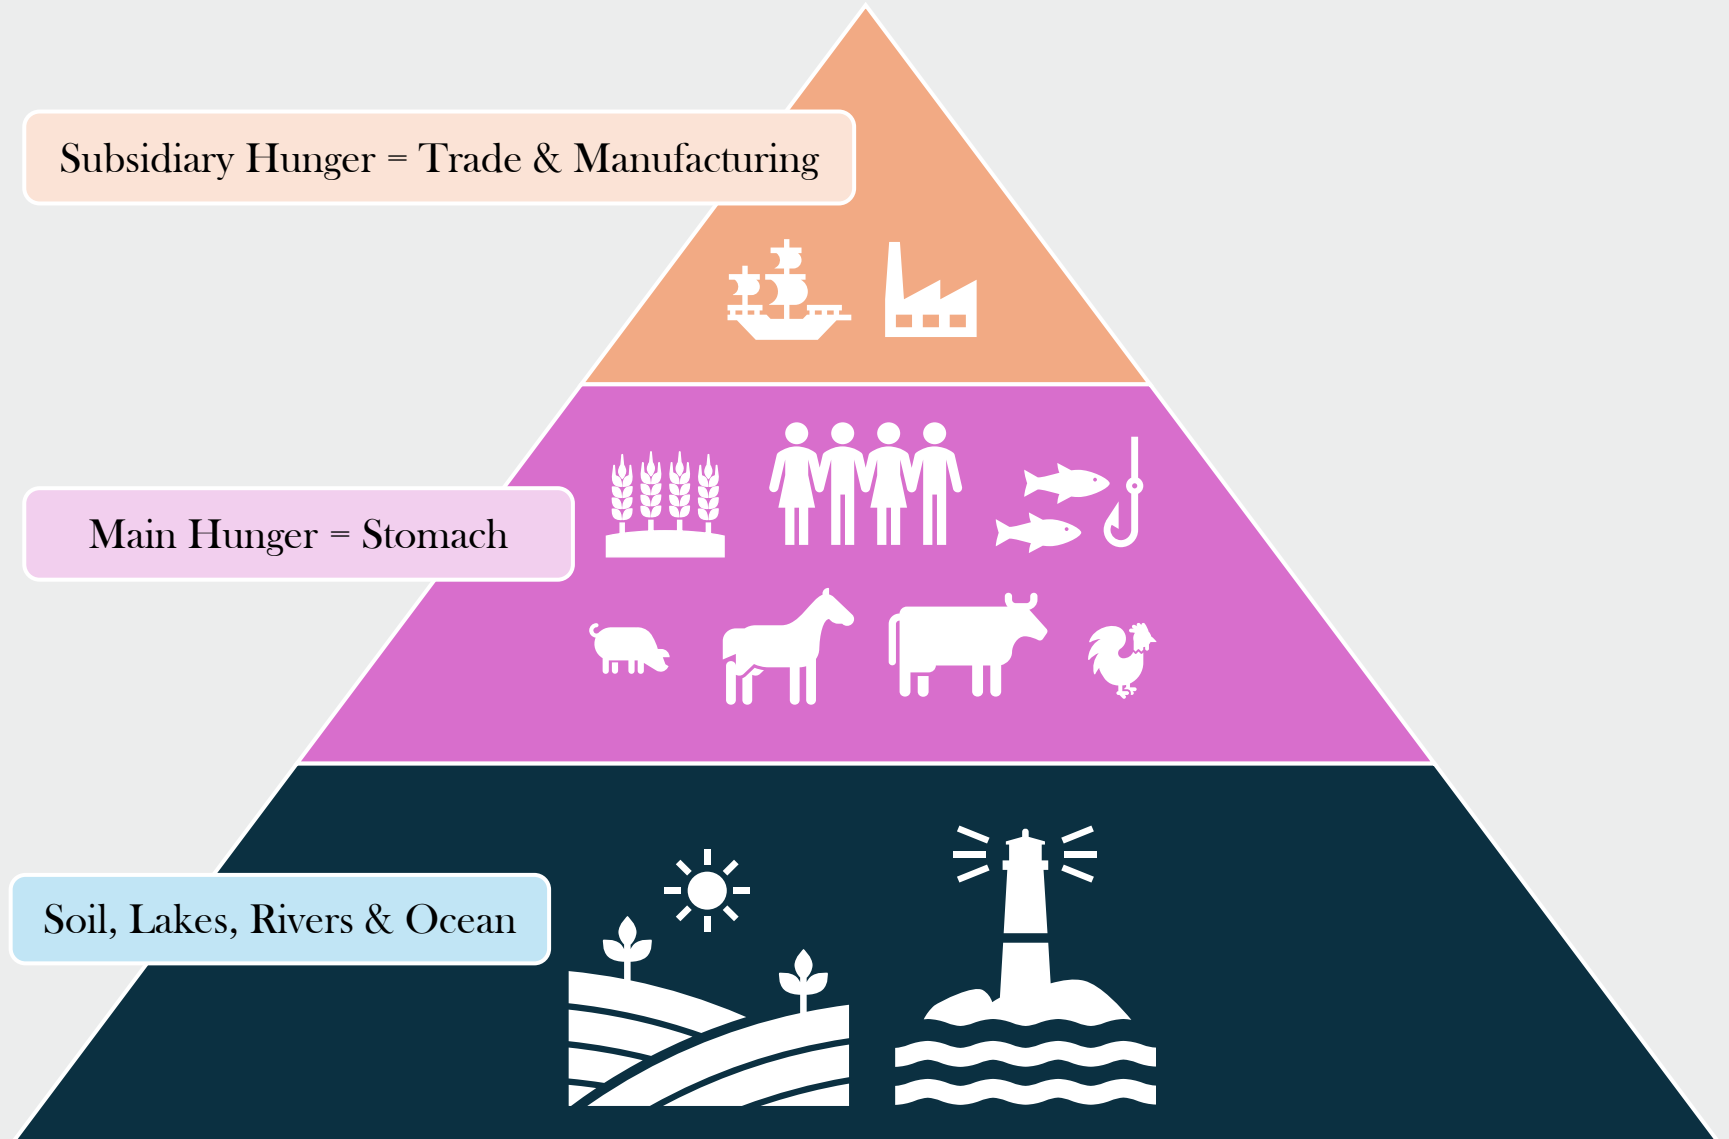 Subsidiary Hunger = Trade & Manufacturing
Main Hunger = Stomach
Soil, Lakes, Rivers & Ocean